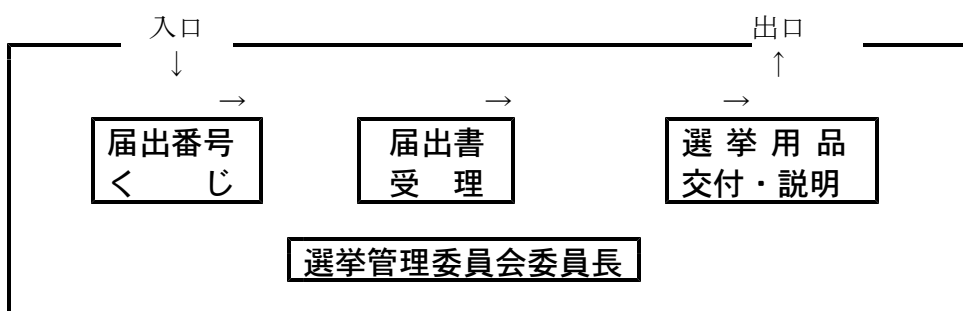 入口 出口
↓ ↑
→ → →
届出番号 届出書 選挙用品
くじ 受理 交付・説明
選挙管理委員会委員長